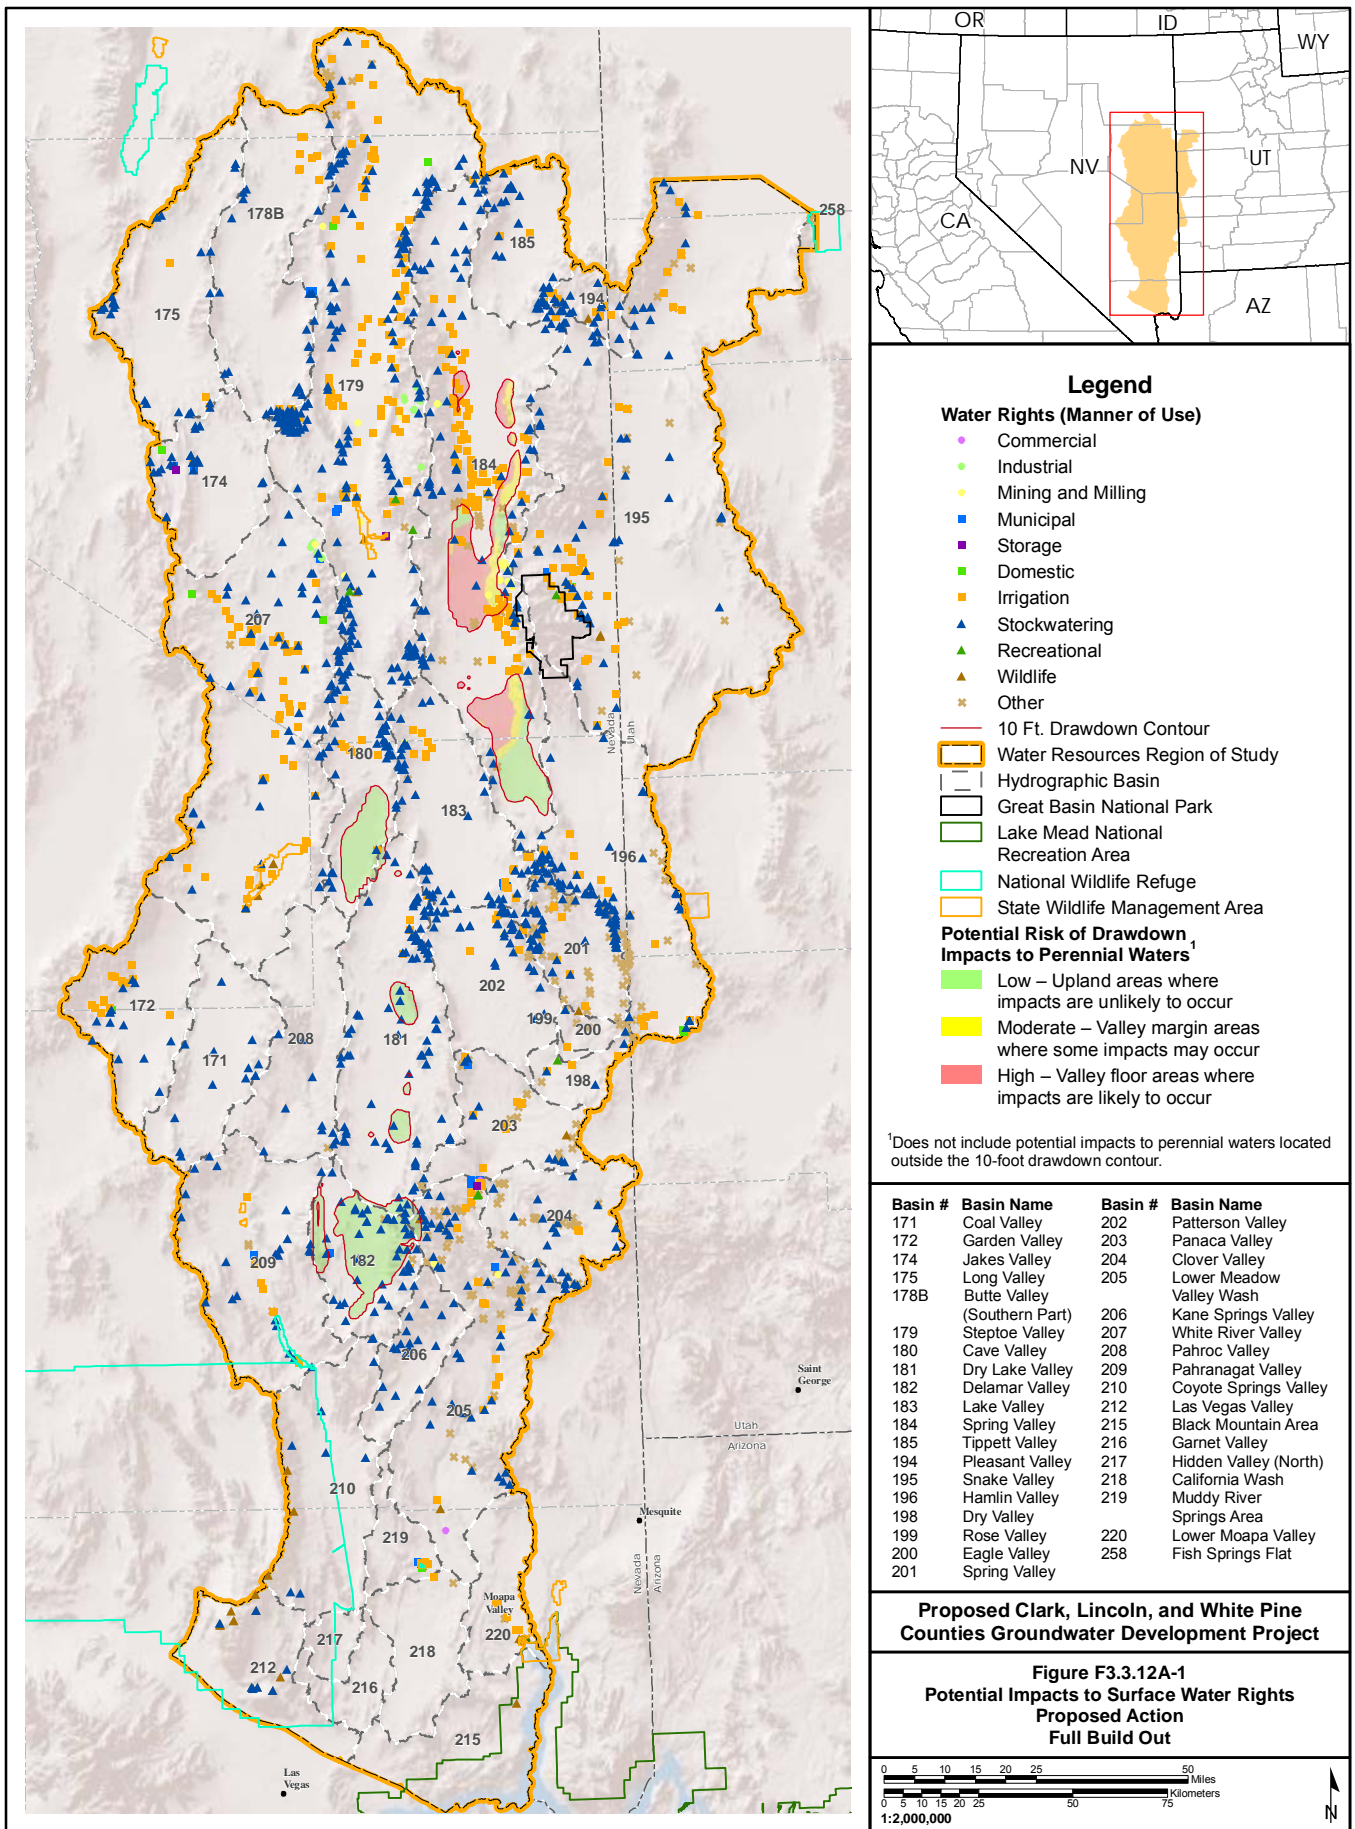 OR
ID
WY
NV
UT
CA
AZ
258
178B
185
194
175
179
184
174
195
207
Nevada
Utah
180
183
196
201
202
172
199
200
208
181
171
198
203
204
209
182
206
Saint
George
205
Utah
Arizona
210
Mesquite
219
Nevada
Arizona
Moapa
Valley
220
217
218
212
216
215
Las
Vegas
Legend
Water Rights (Manner of Use)
Commercial
Industrial
Mining and Milling
Municipal
Storage
Domestic
Irrigation
Stockwatering
Recreational
Wildlife
Other
10 Ft. Drawdown Contour
Water Resources Region of Study
Hydrographic Basin
Great Basin National Park
Lake Mead National
Recreation Area
National Wildlife Refuge
State Wildlife Management Area
Potential Risk of Drawdown
Impacts to Perennial Waters 1
Low – Upland areas where
impacts are unlikely to occur
Moderate – Valley margin areas
where some impacts may occur
High – Valley floor areas where
impacts are likely to occur
1Does not include potential impacts to perennial waters located
outside the 10-foot drawdown contour.
Basin # Basin Name Basin # Basin Name
171 Coal Valley 202 Patterson Valley
172 Garden Valley 203 Panaca Valley
174 Jakes Valley 204 Clover Valley
175 Long Valley 205 Lower Meadow
178B Butte Valley Valley Wash
(Southern Part) 206 Kane Springs Valley
179 Steptoe Valley 207 White River Valley
180 Cave Valley 208 Pahroc Valley
181 Dry Lake Valley 209 Pahranagat Valley
182 Delamar Valley 210 Coyote Springs Valley
183 Lake Valley 212 Las Vegas Valley
184 Spring Valley 215 Black Mountain Area
185 Tippett Valley 216 Garnet Valley
194 Pleasant Valley 217 Hidden Valley (North)
195 Snake Valley 218 California Wash
196 Hamlin Valley 219 Muddy River
198 Dry Valley Springs Area
199 Rose Valley 220 Lower Moapa Valley
200 Eagle Valley 258 Fish Springs Flat
201 Spring Valley
Proposed Clark, Lincoln, and White Pine
Counties Groundwater Development Project
Figure F3.3.12A-1
Potential Impacts to Surface Water Rights
Proposed Action
Full Build Out
0 5 10 15 20 25 50
Miles
Kilometers
0 5 10 15 20 25 50 75
1:2,000,000
N